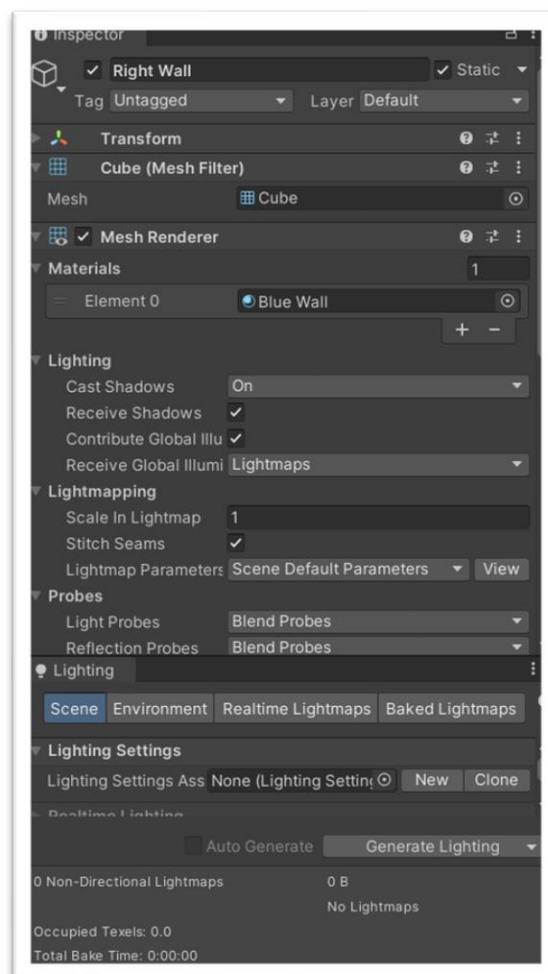 Inspector
Right Wall Static
Tag Untagged Layer Default
Transform
Cube (Mesh Filter)
Mesh Cube
Mesh Renderer
Materials 1
Element 0 Blue Wall
+ −
Lighting
Cast Shadows On
Receive Shadows
Contribute Global Illu
Receive Global Illumi Lightmaps
Lightmapping
Scale In Lightmap 1
Stitch Seams
Lightmap Parameters Scene Default Parameters View
Probes
Light Probes Blend Probes
Reflection Probes Blend Probes
Lighting
Scene Environment Realtime Lightmaps Baked Lightmaps
Lighting Settings
Lighting Settings Ass None (Lighting Setting New Clone
Realtime Lighting
Auto Generate Generate Lighting
0 Non-Directional Lightmaps 0 B
No Lightmaps
Occupied Texels: 0.0
Total Bake Time: 0:00:00